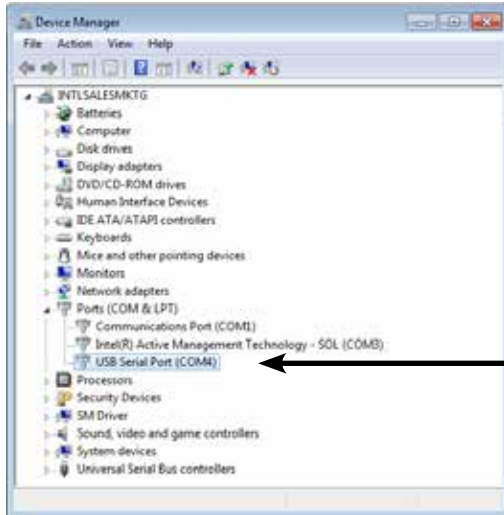 Device Manager
File Action View Help
INTLSALESMKTG
Batteries
Computer
Disk drives
Display adapters
DVD/CD-ROM drives
Human Interface Devices
IDE ATA/ATAPI controllers
Keyboards
Mice and other pointing devices
Monitors
Network adapters
Ports (COM & LPT)
Communications Port (COM1)
Intel(R) Active Management Technology - SOL (COM3)
USB Serial Port (COM4)
Processors
Security Devices
SM Driver
Sound, video and game controllers
System devices
Universal Serial Bus controllers